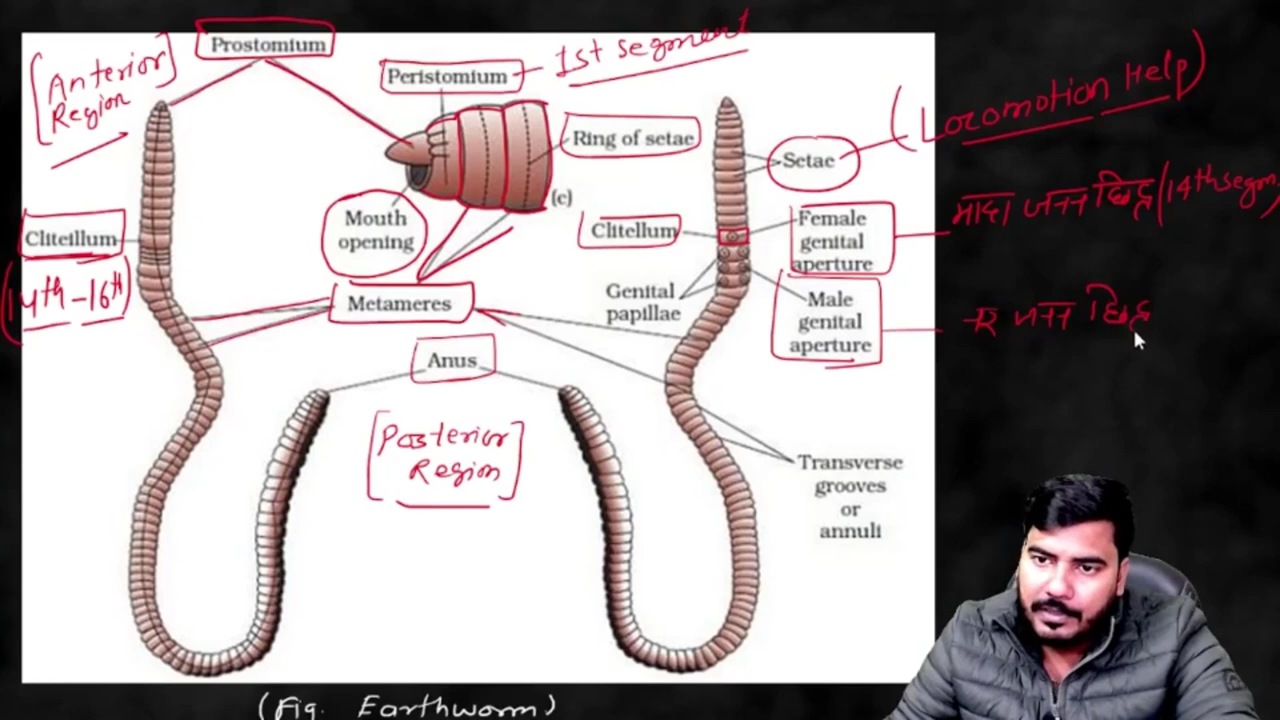 [Anterior
Region]
Prostomium
Peristomium
1st segment
Ring of setae
(c)
Mouth
opening
Clitellum
(14th-16th)
Metameres
Anus
[Posterior
Region]
Setae
(Locomotion Help)
Clitellum
Female
genital
aperture
मादा जनन छिद्र (14th segm
Genital
papillae
Male
genital
aperture
नर जनन छिद्र
Transverse
grooves
or
annuli
(Fig. Earthworm)